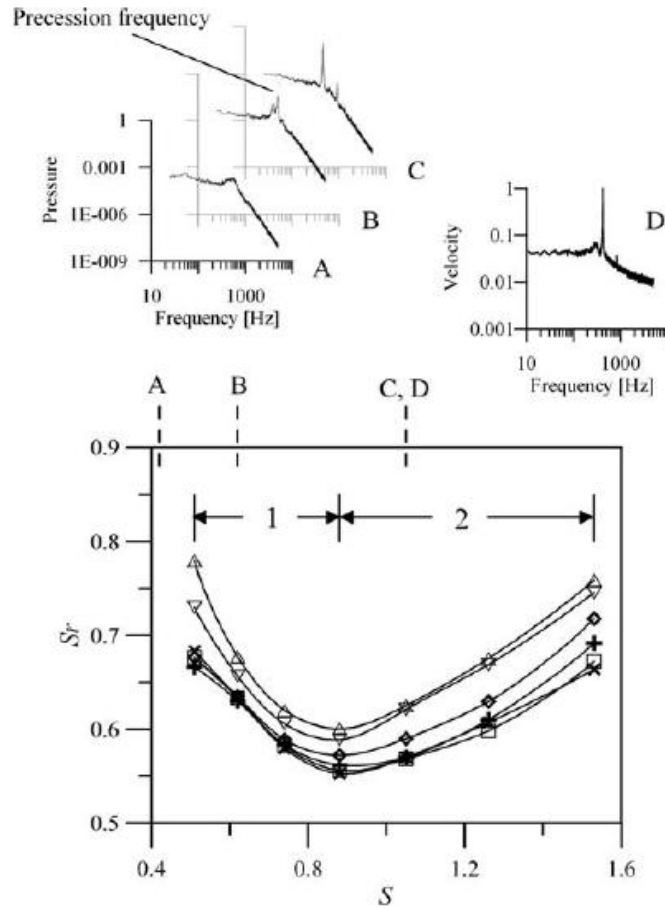 Precession frequency
1
0.001
1E-006
1E-009
Pressure
10 1000
Frequency [Hz]
A
B
C
D
1
0.1
0.01
0.001
Velocity
10 1000
Frequency [Hz]
A B C, D
0.9
0.8
0.7
0.6
0.5
Sr
1 2
0.4 0.8 1.2 1.6
S